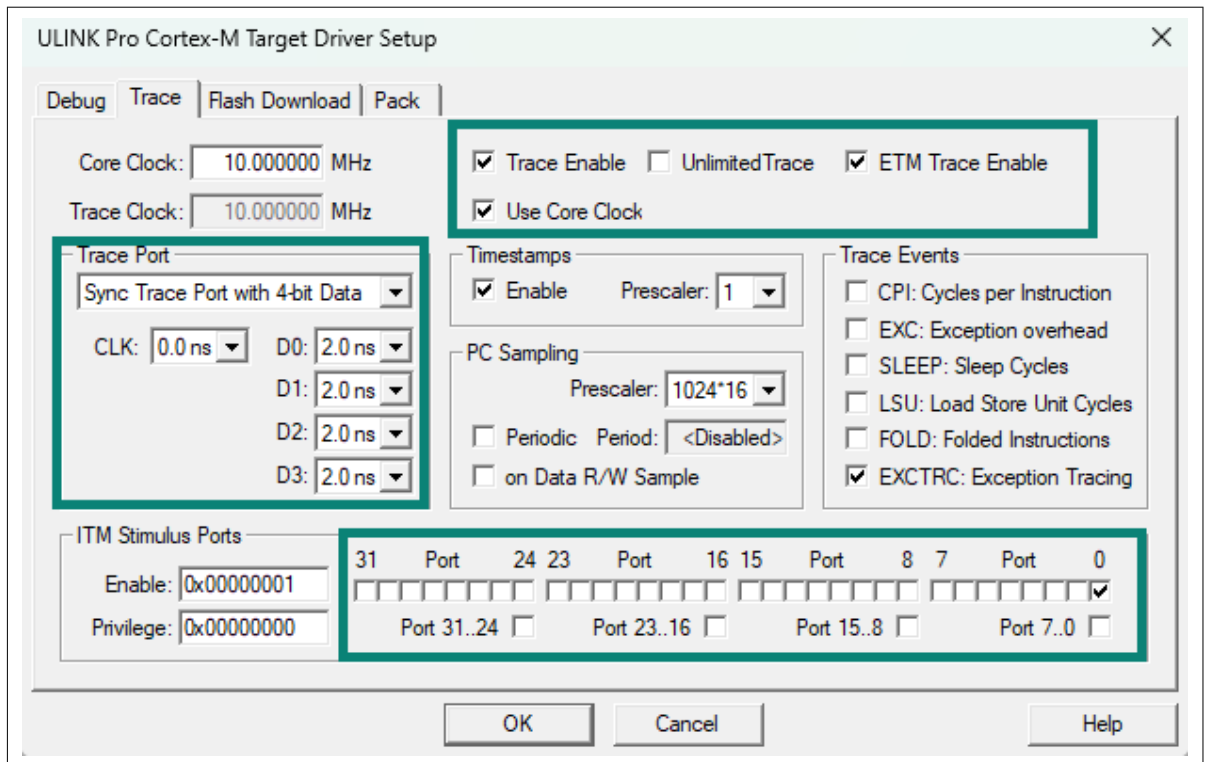 ULINK Pro Cortex-M Target Driver Setup
Debug Trace Flash Download Pack
Core Clock: 10.000000 MHz
Trace Clock: 10.000000 MHz
Trace Enable UnlimitedTrace ETM Trace Enable
Use Core Clock
Trace Port
Sync Trace Port with 4-bit Data
CLK: 0.0 ns D0: 2.0 ns
D1: 2.0 ns
D2: 2.0 ns
D3: 2.0 ns
Timestamps
Enable Prescaler: 1
PC Sampling
Prescaler: 1024*16
Periodic Period: <Disabled>
on Data R/W Sample
Trace Events
CPI: Cycles per Instruction
EXC: Exception overhead
SLEEP: Sleep Cycles
LSU: Load Store Unit Cycles
FOLD: Folded Instructions
EXCTRC: Exception Tracing
ITM Stimulus Ports
Enable: 0x00000001
Privilege: 0x00000000
31 Port 24 23 Port 16 15 Port 8 7 Port 0
Port 31..24 Port 23..16 Port 15..8 Port 7..0
OK Cancel Help